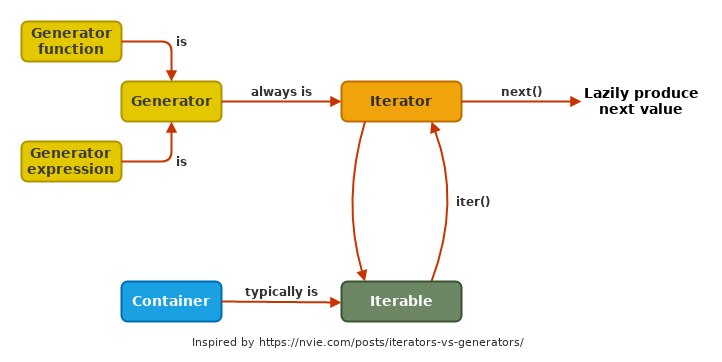 Generator
function
is
Generator
always is
Iterator
next()
Lazily produce
next value
Generator
expression
is
iter()
Container
typically is
Iterable
Inspired by https://nvie.com/posts/iterators-vs-generators/